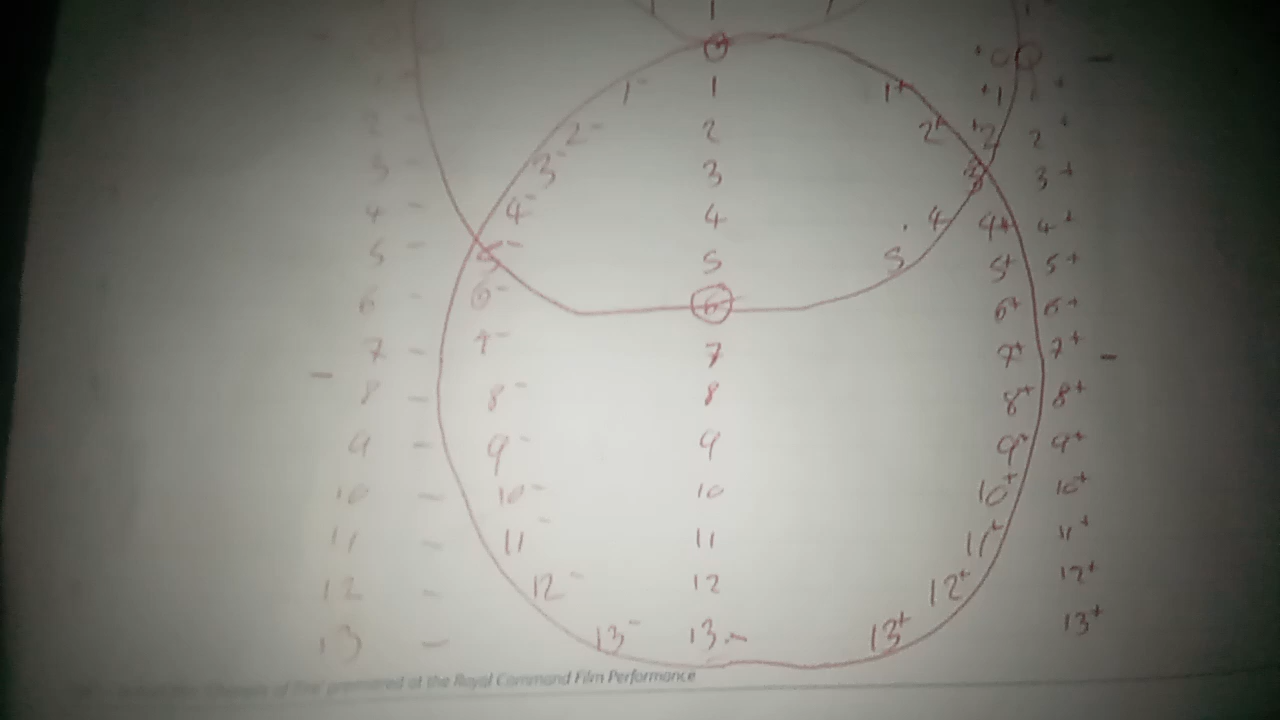 1
+0
1- 1 1+ +1
2- 2 2+ +2 2 +
3- 3 3 3 +
4 - 4- 4 4 4+ 4+
5 - 5- 5 5 5+ 5+
6 - 6- 6 6+ 6+
7 - 7- 7 7+ 7+
8 - 8- 8 8+ 8+
9 - 9- 9 9+ 9+
10 - 10- 10 10+ 10+
11 - 11- 11 11+ 11+
12 - 12- 12 12+ 12+
13 - 13- 13 13+ 13+
premiered at the Royal Command Film Performance